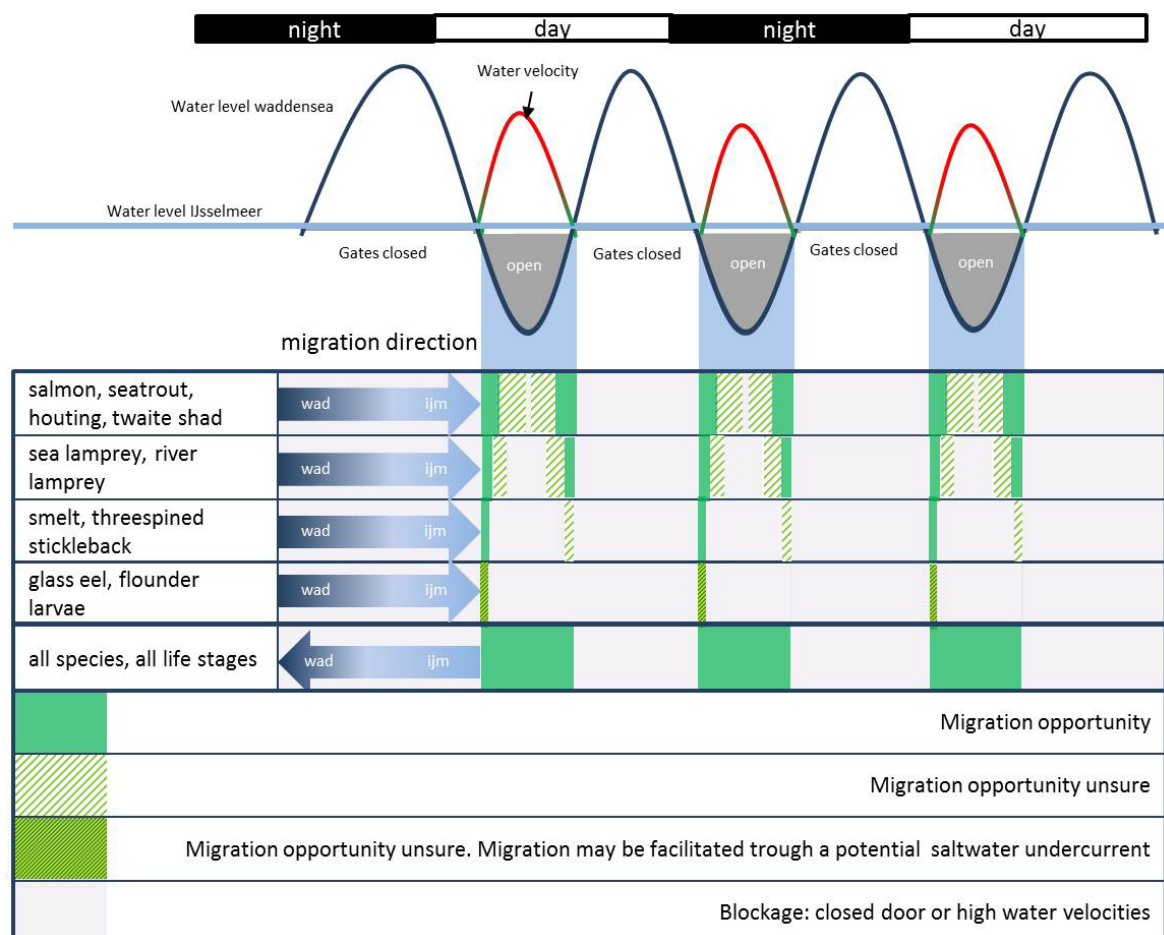 night day night day
Water velocity
Water level waddensea
Water level IJsselmeer
Gates closed open Gates closed open Gates closed open
migration direction
salmon, seatrout,
houting, twaite shad
wad ijm
sea lamprey, river
lamprey
wad ijm
smelt, threespined
stickleback
wad ijm
glass eel, flounder
larvae
wad ijm
all species, all life stages
wad ijm
Migration opportunity
Migration opportunity unsure
Migration opportunity unsure. Migration may be facilitated trough a potential saltwater undercurrent
Blockage: closed door or high water velocities